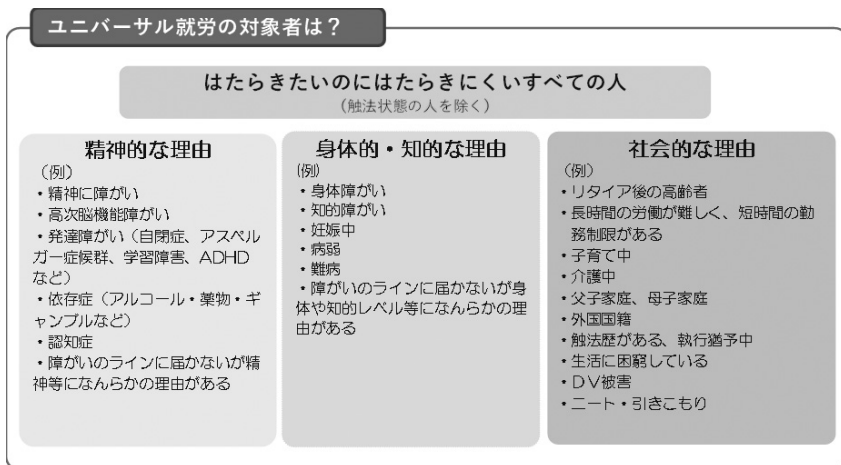 ユニバーサル就労の対象者は？
はたらきたいのにはたらきにくいすべての人
（触法状態の人を除く）
精神的な理由
（例）
・精神に障がい
・高次脳機能障がい
・発達障がい（自閉症、アスペル
ガー症候群、学習障害、ADHD
など）
・依存症（アルコール・薬物・ギ
ャンブルなど）
・認知症
・障がいのラインに届かないが精
神等になんらかの理由がある
身体的・知的な理由
（例）
・身体障がい
・知的障がい
・妊娠中
・病弱
・難病
・障がいのラインに届かないが身
体や知的レベル等になんらかの理
由がある
社会的な理由
（例）
・リタイア後の高齢者
・長時間の労働が難しく、短時間の勤
務制限がある
・子育て中
・介護中
・父子家庭、母子家庭
・外国国籍
・触法歴がある、執行猶予中
・生活に困窮している
・ＤＶ被害
・ニート・引きこもり